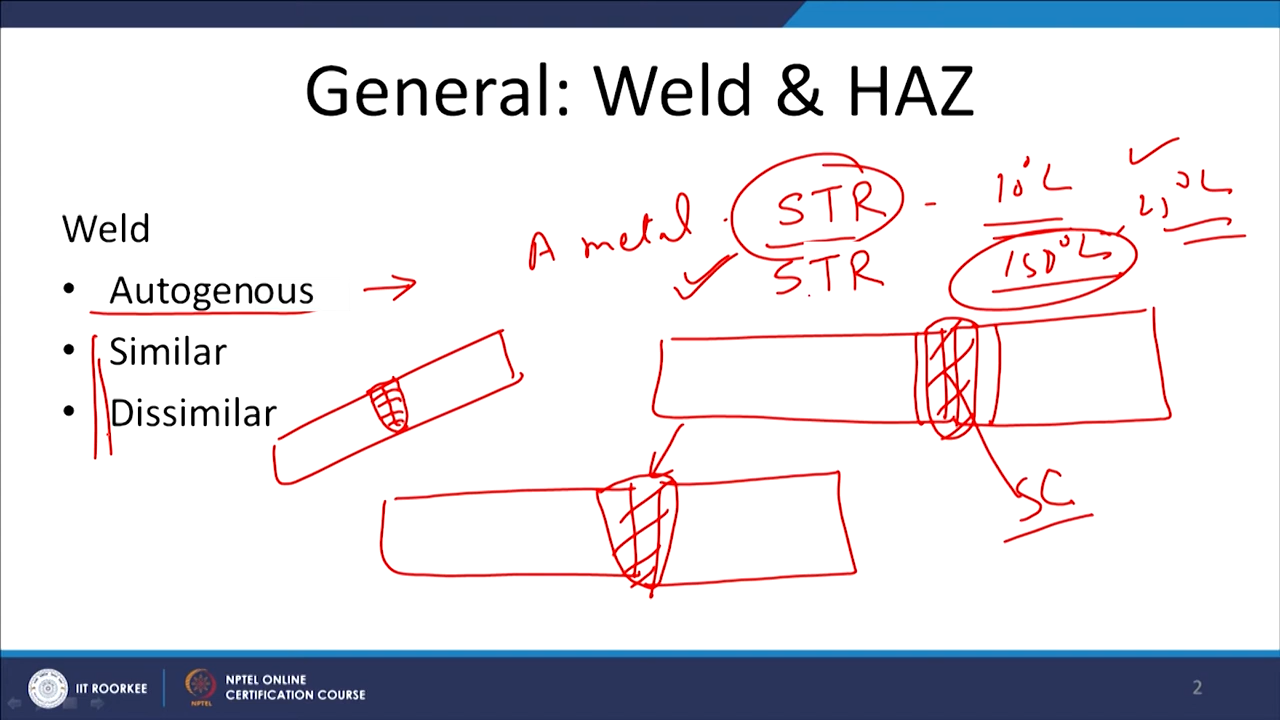 General: Weld & HAZ
Weld
• Autogenous
• Similar
• Dissimilar
A metal STR - 10°C
STR 150°C
SC
IIT ROORKEE
NPTEL ONLINE
CERTIFICATION COURSE
NPTEL
2